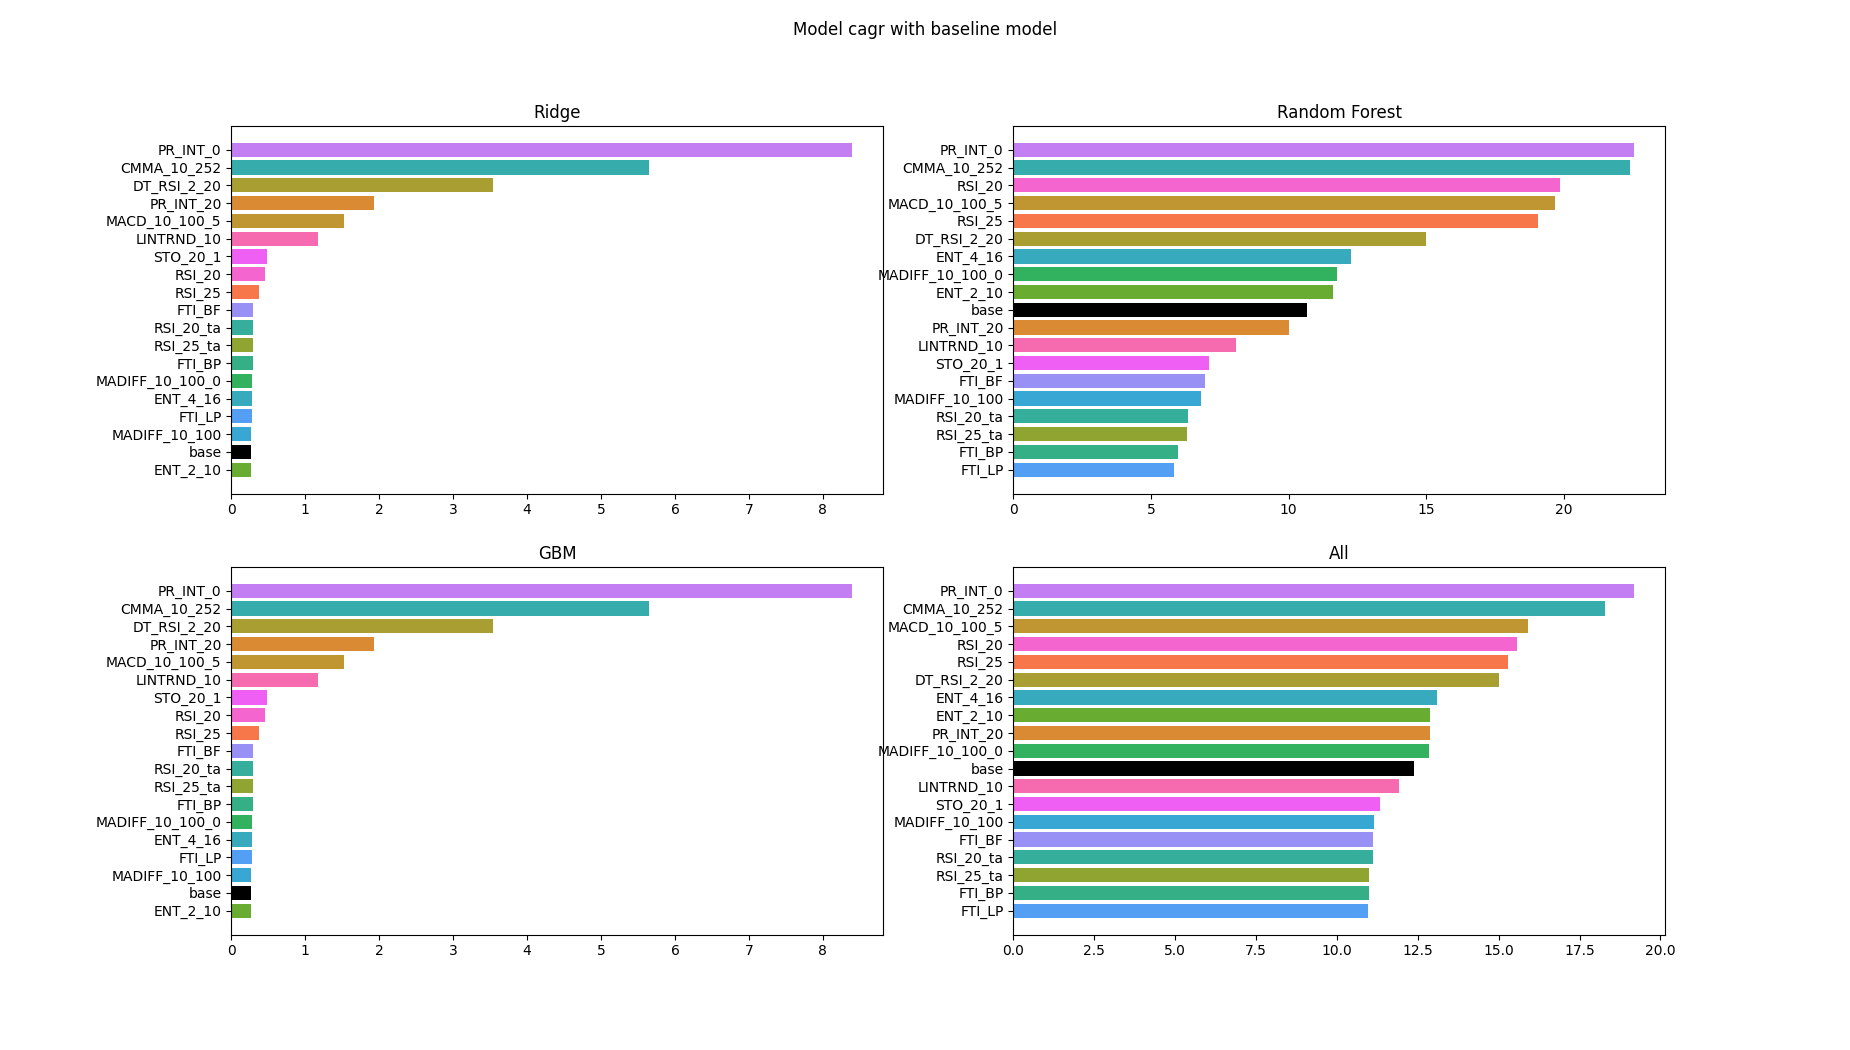 Model cagr with baseline model
Ridge
PR_INT_0
CMMA_10_252
DT_RSI_2_20
PR_INT_20
MACD_10_100_5
LINTRND_10
STO_20_1
RSI_20
RSI_25
FTI_BF
RSI_20_ta
RSI_25_ta
FTI_BP
MADIFF_10_100_0
ENT_4_16
FTI_LP
MADIFF_10_100
base
ENT_2_10
0 1 2 3 4 5 6 7 8
Random Forest
PR_INT_0
CMMA_10_252
RSI_20
MACD_10_100_5
RSI_25
DT_RSI_2_20
ENT_4_16
MADIFF_10_100_0
ENT_2_10
base
PR_INT_20
LINTRND_10
STO_20_1
FTI_BF
MADIFF_10_100
RSI_20_ta
RSI_25_ta
FTI_BP
FTI_LP
0 5 10 15 20
GBM
PR_INT_0
CMMA_10_252
DT_RSI_2_20
PR_INT_20
MACD_10_100_5
LINTRND_10
STO_20_1
RSI_20
RSI_25
FTI_BF
RSI_20_ta
RSI_25_ta
FTI_BP
MADIFF_10_100_0
ENT_4_16
FTI_LP
MADIFF_10_100
base
ENT_2_10
0 1 2 3 4 5 6 7 8
All
PR_INT_0
CMMA_10_252
MACD_10_100_5
RSI_20
RSI_25
DT_RSI_2_20
ENT_4_16
ENT_2_10
PR_INT_20
MADIFF_10_100_0
base
LINTRND_10
STO_20_1
MADIFF_10_100
FTI_BF
RSI_20_ta
RSI_25_ta
FTI_BP
FTI_LP
0.0 2.5 5.0 7.5 10.0 12.5 15.0 17.5 20.0